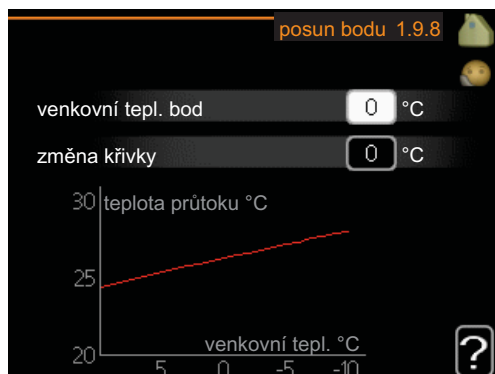 posun bodu 1.9.8
venkovní tepl. bod 0 °C
změna křivky 0 °C
30 teplota průtoku °C
25
venkovní tepl. °C
20
5 0 -5 -10
?